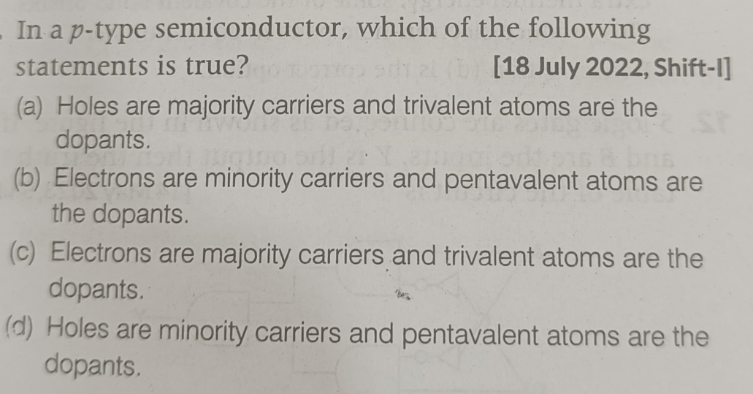 In a p-type semiconductor, which of the following
statements is true? [18 July 2022, Shift-I]
(a) Holes are majority carriers and trivalent atoms are the
dopants.
(b) Electrons are minority carriers and pentavalent atoms are
the dopants.
(c) Electrons are majority carriers and trivalent atoms are the
dopants.
(d) Holes are minority carriers and pentavalent atoms are the
dopants.